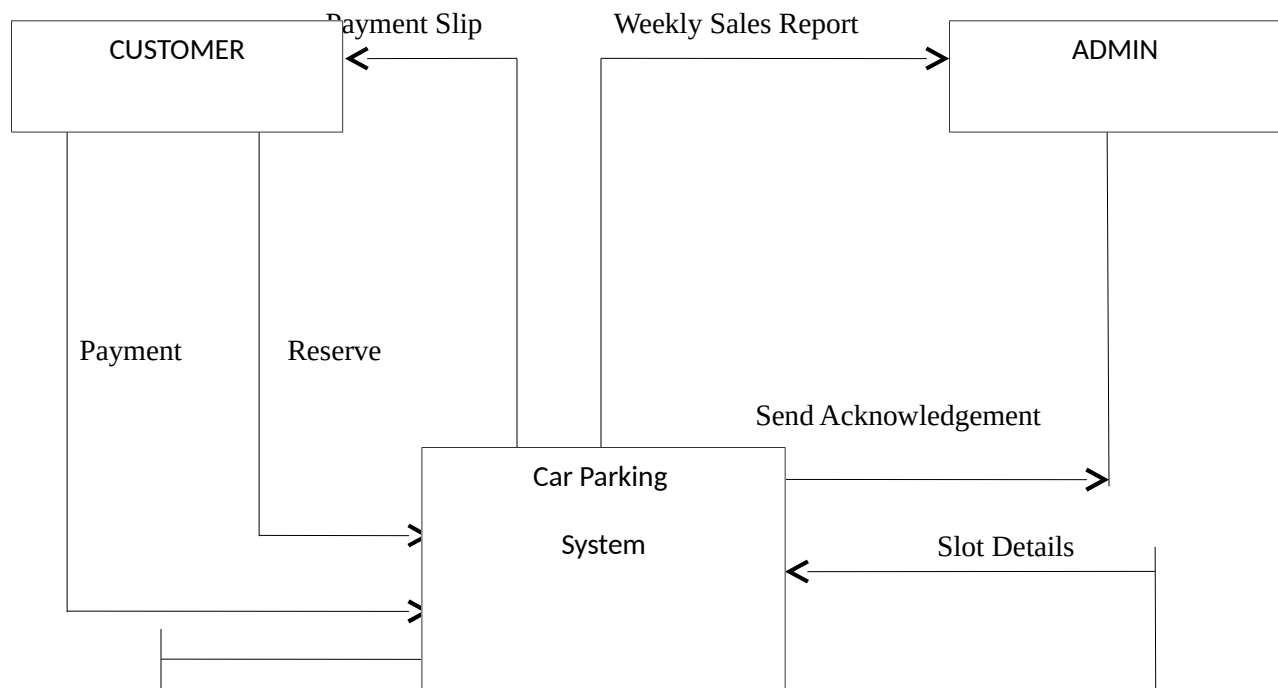 Payment Slip
Weekly Sales Report
CUSTOMER
ADMIN
Payment
Reserve
Send Acknowledgement
Car Parking
System
Slot Details